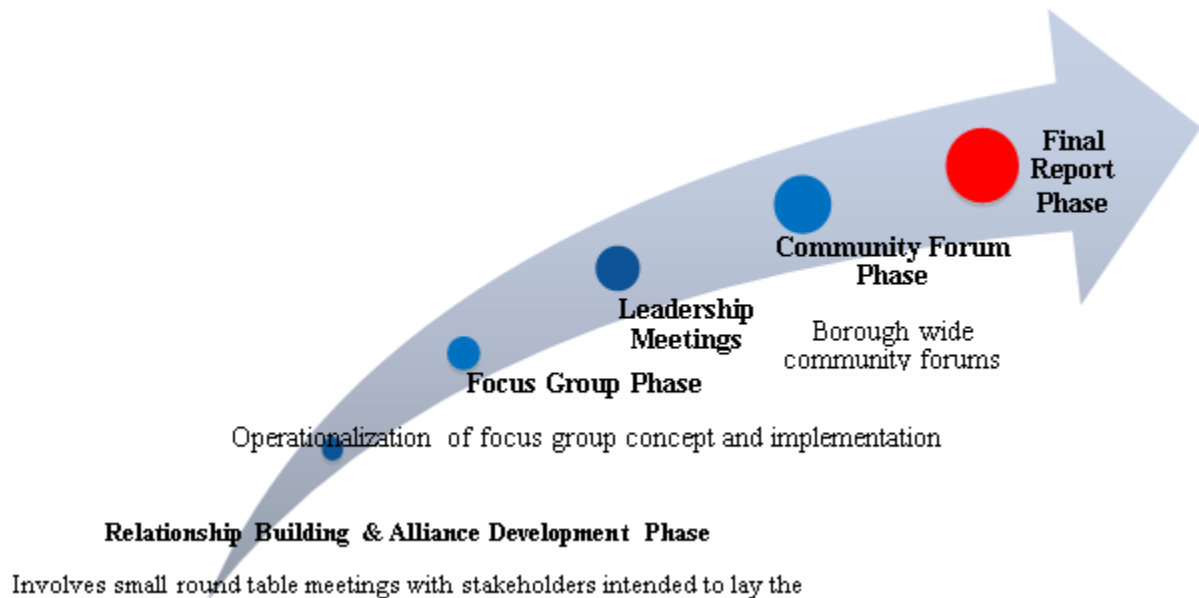 Final
Report
Phase
Community Forum
Phase
Borough wide
community forums
Leadership
Meetings
Focus Group Phase
Operationalization of focus group concept and implementation
Relationship Building & Alliance Development Phase
Involves small round table meetings with stakeholders intended to lay the